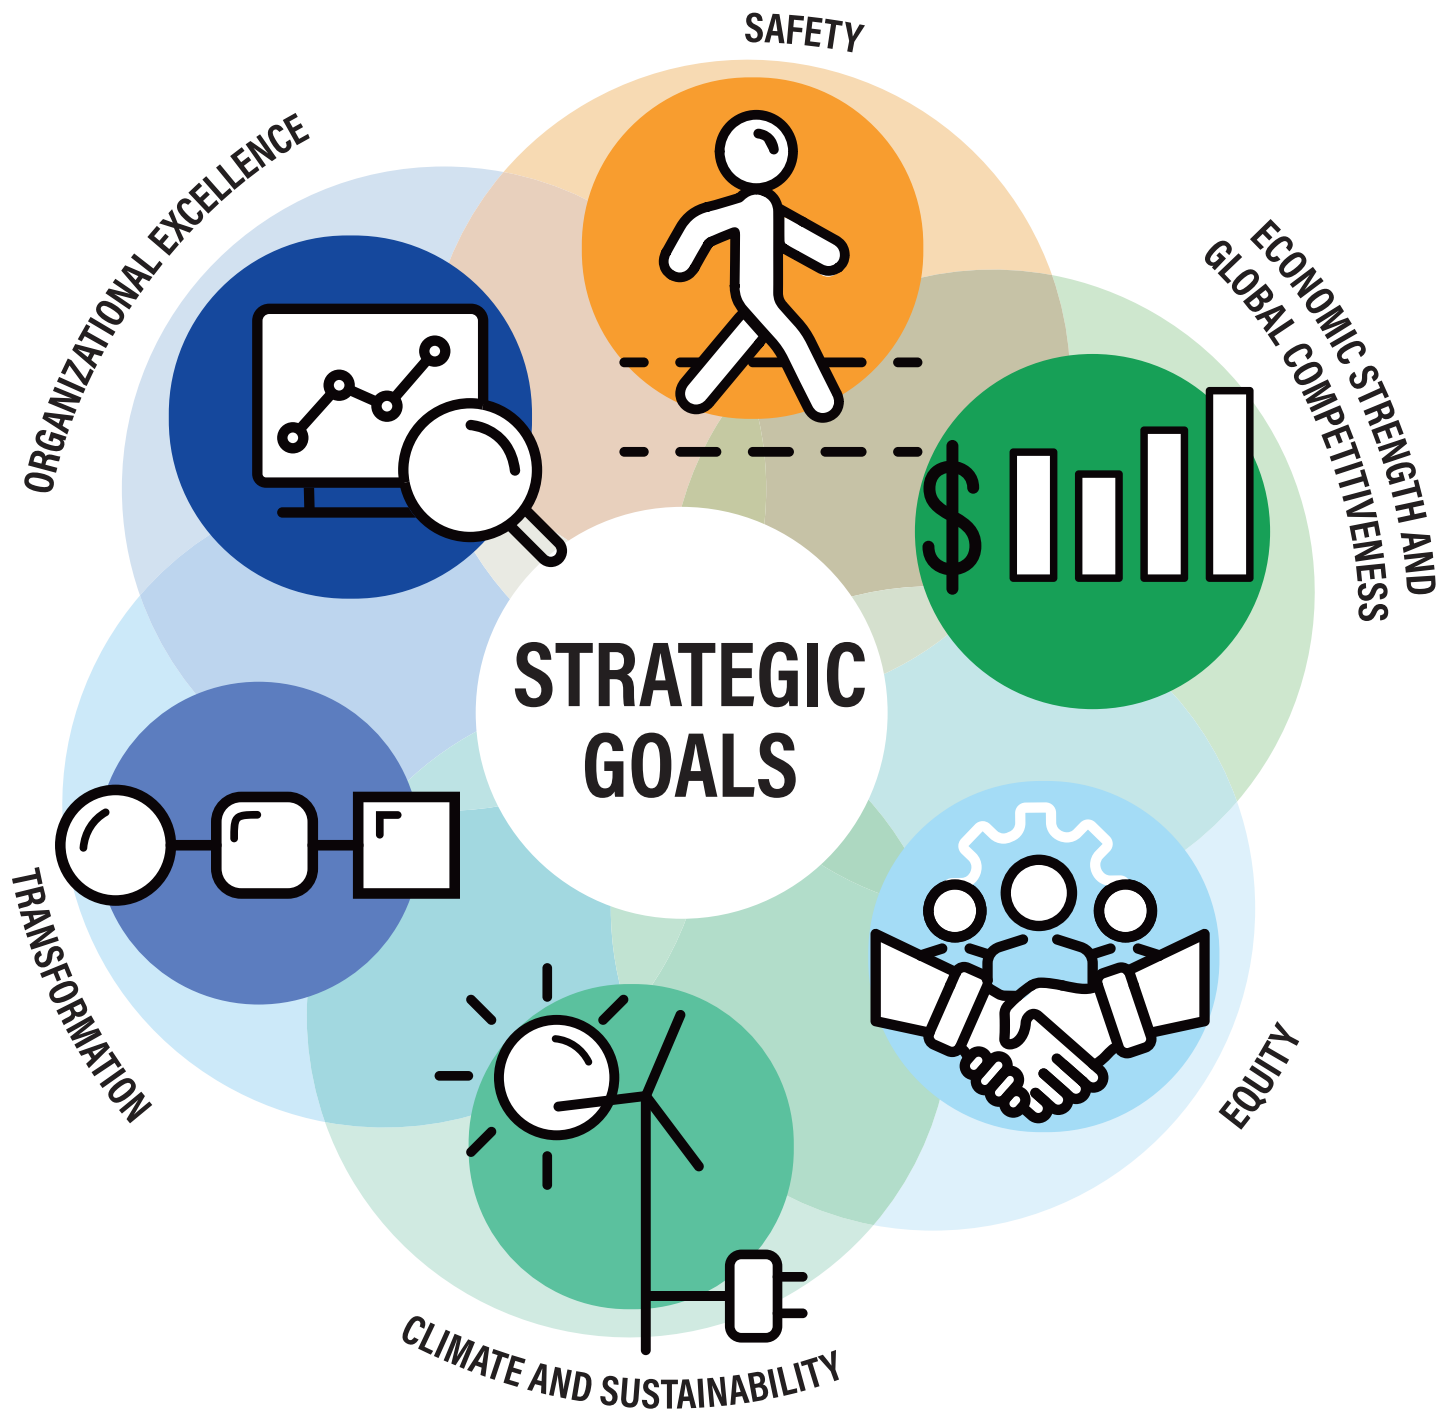 SAFETY
ECONOMIC STRENGTH AND
GLOBAL COMPETITIVENESS
EQUITY
CLIMATE AND SUSTAINABILITY
TRANSFORMATION
ORGANIZATIONAL EXCELLENCE
STRATEGIC
GOALS
$